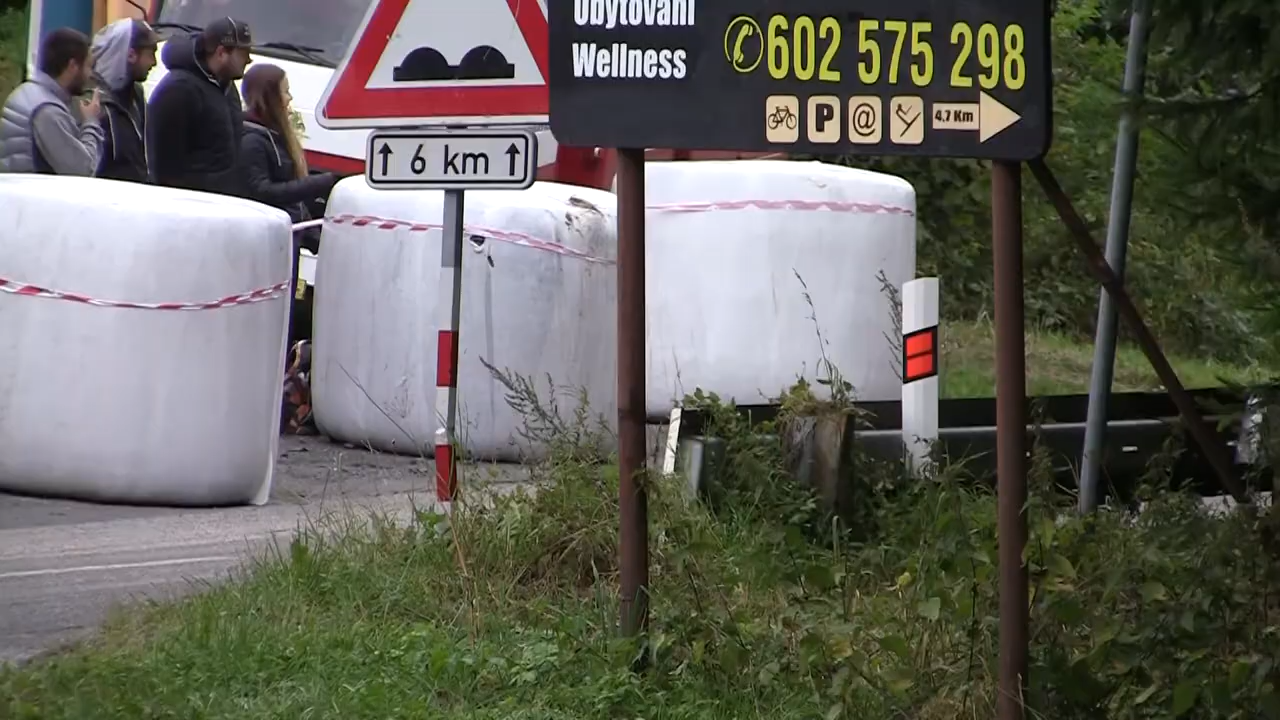 Ubytování
Wellness
602 575 298
P @ 4,7 Km
↑ 6 km ↑